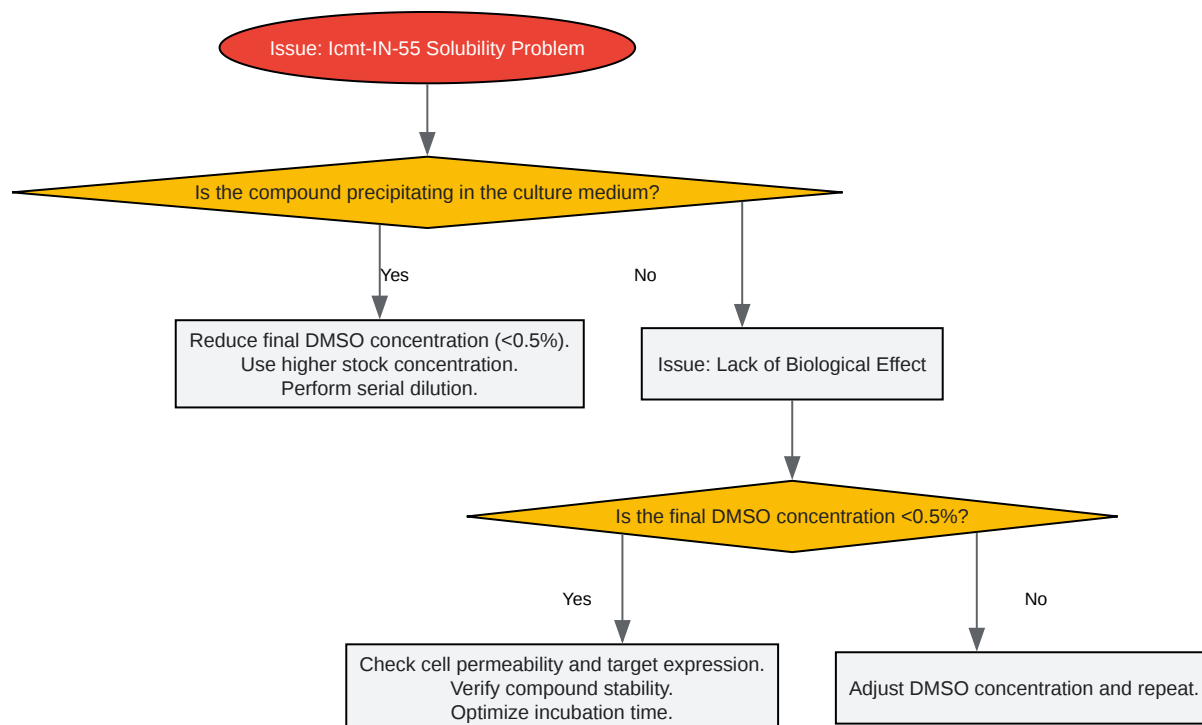 Issue: Icmt-IN-55 Solubility Problem
Is the compound precipitating in the culture medium?
Yes
No
Reduce final DMSO concentration (<0.5%).
Use higher stock concentration.
Perform serial dilution.
Issue: Lack of Biological Effect
Is the final DMSO concentration <0.5%?
Yes
No
Check cell permeability and target expression.
Verify compound stability.
Optimize incubation time.
Adjust DMSO concentration and repeat.